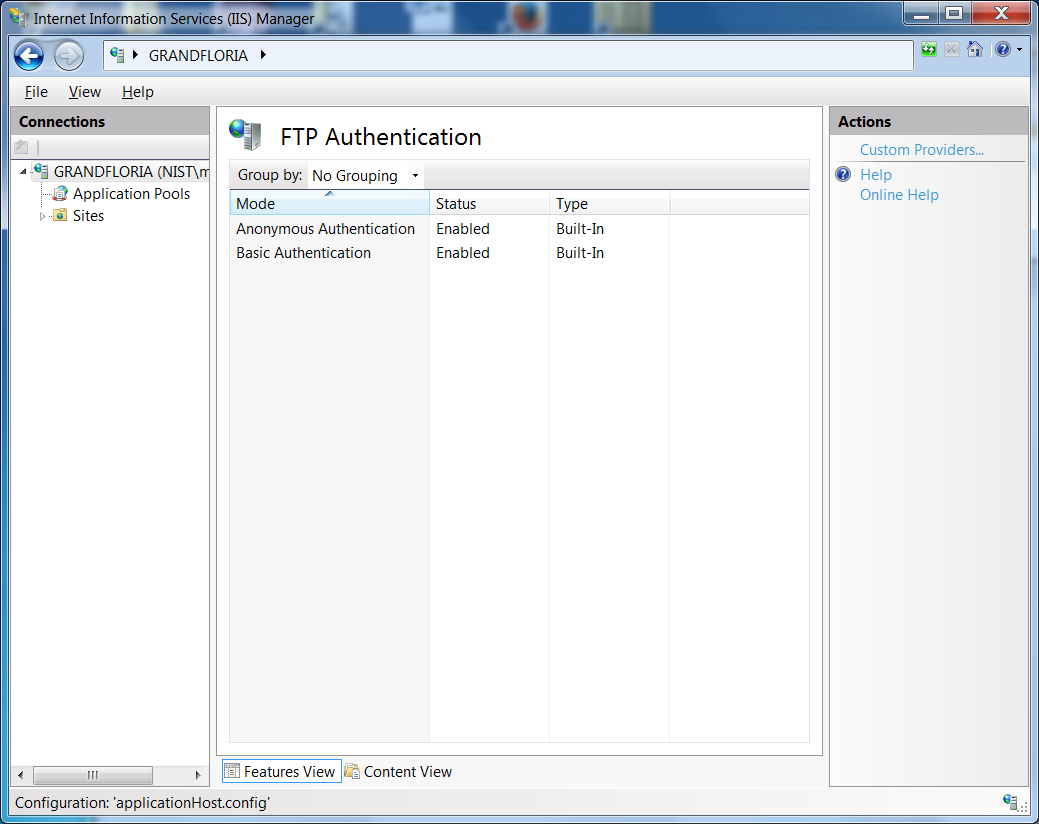 Internet Information Services (IIS) Manager
GRANDFLORIA
File View Help
Connections
GRANDFLORIA (NIST\m
Application Pools
Sites
FTP Authentication
Group by: No Grouping
Mode Status Type
Anonymous Authentication Enabled Built-In
Basic Authentication Enabled Built-In
Features View Content View
Actions
Custom Providers...
Help
Online Help
Configuration: 'applicationHost.config'